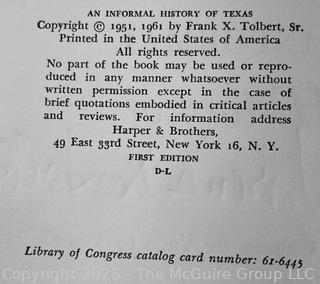 AN INFORMAL HISTORY OF TEXAS
Copyright © 1951, 1961 by Frank X. Tolbert, Sr.
Printed in the United States of America
All rights reserved.
No part of the book may be used or repro-
duced in any manner whatsoever without
written permission except in the case of
brief quotations embodied in critical articles
and reviews. For information address
Harper & Brothers,
49 East 33rd Street, New York 16, N. Y.
FIRST EDITION
D-L
Library of Congress catalog card number: 61-6445
Copyright 2025 - The McGuire Group LLC